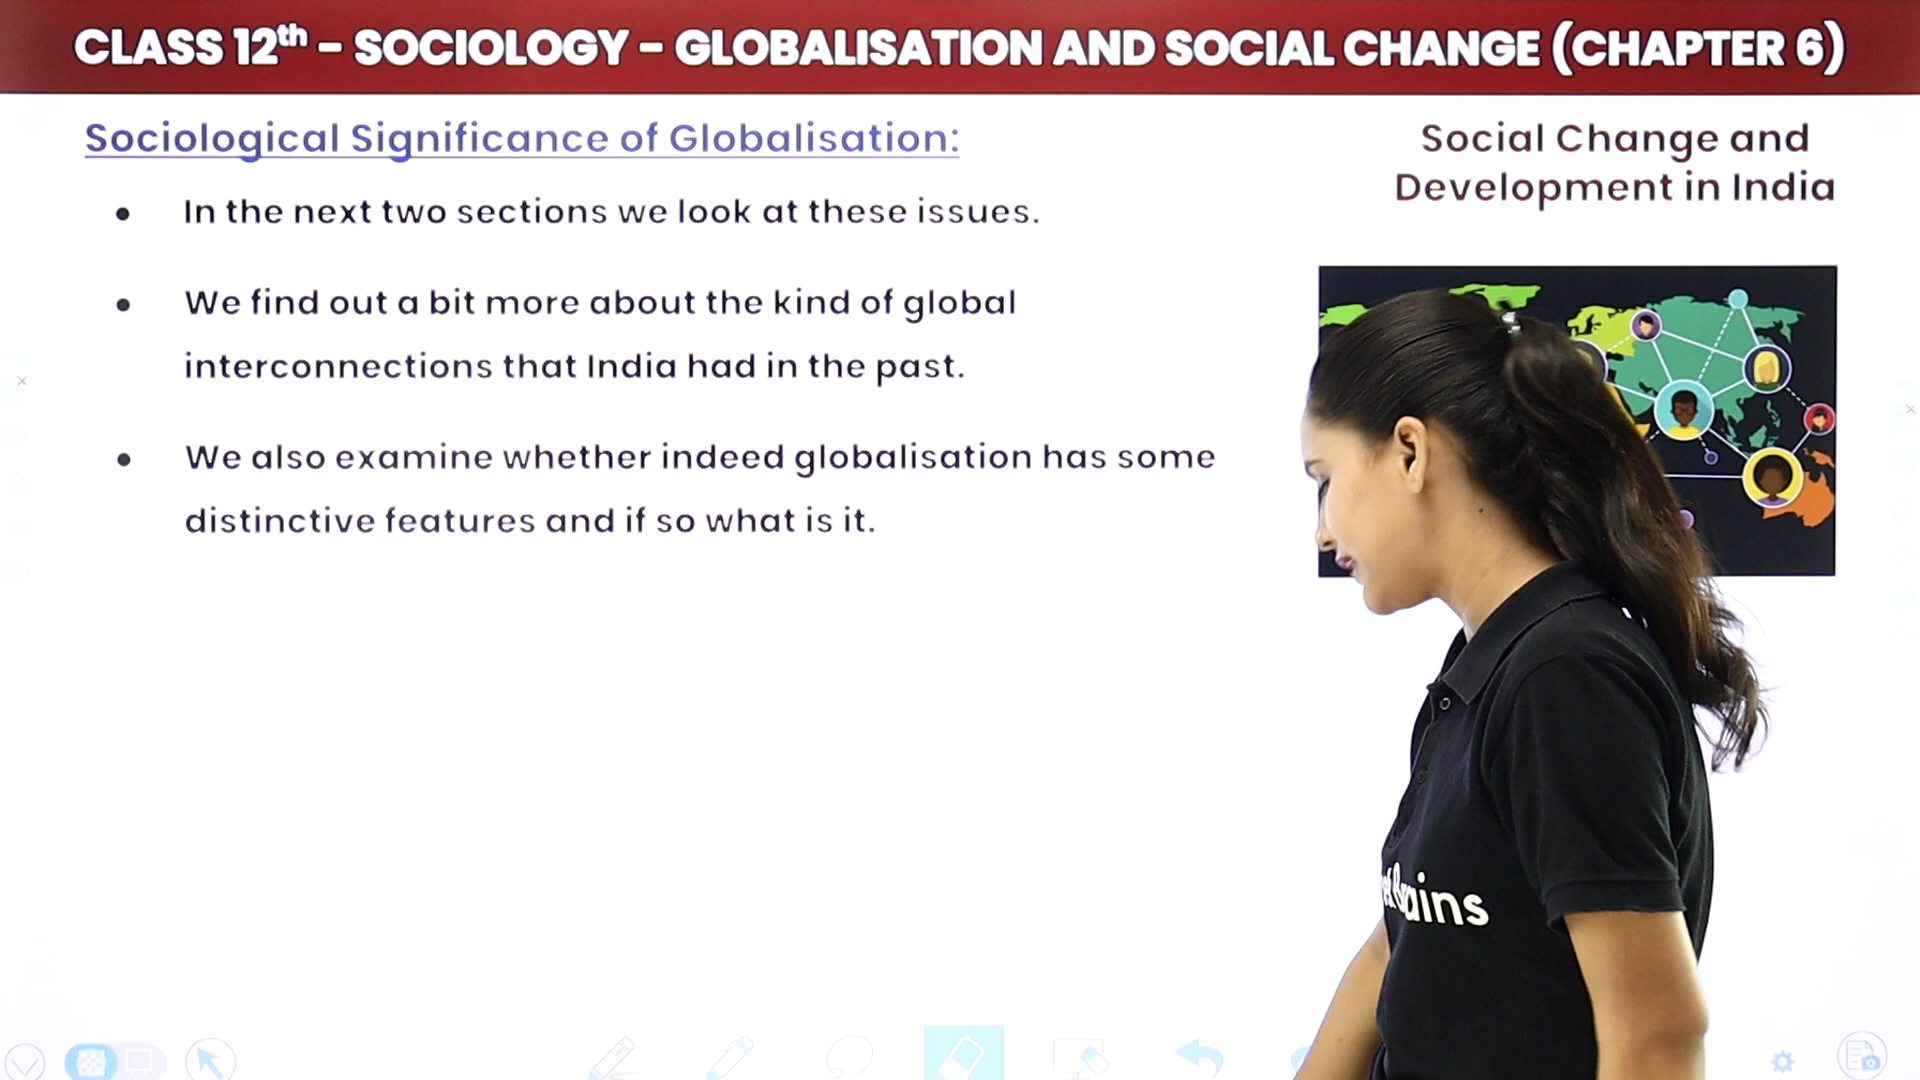 CLASS 12th – SOCIOLOGY – GLOBALISATION AND SOCIAL CHANGE (CHAPTER 6)
Sociological Significance of Globalisation:
Social Change and
Development in India
• In the next two sections we look at these issues.
• We find out a bit more about the kind of global
interconnections that India had in the past.
• We also examine whether indeed globalisation has some
distinctive features and if so what is it.